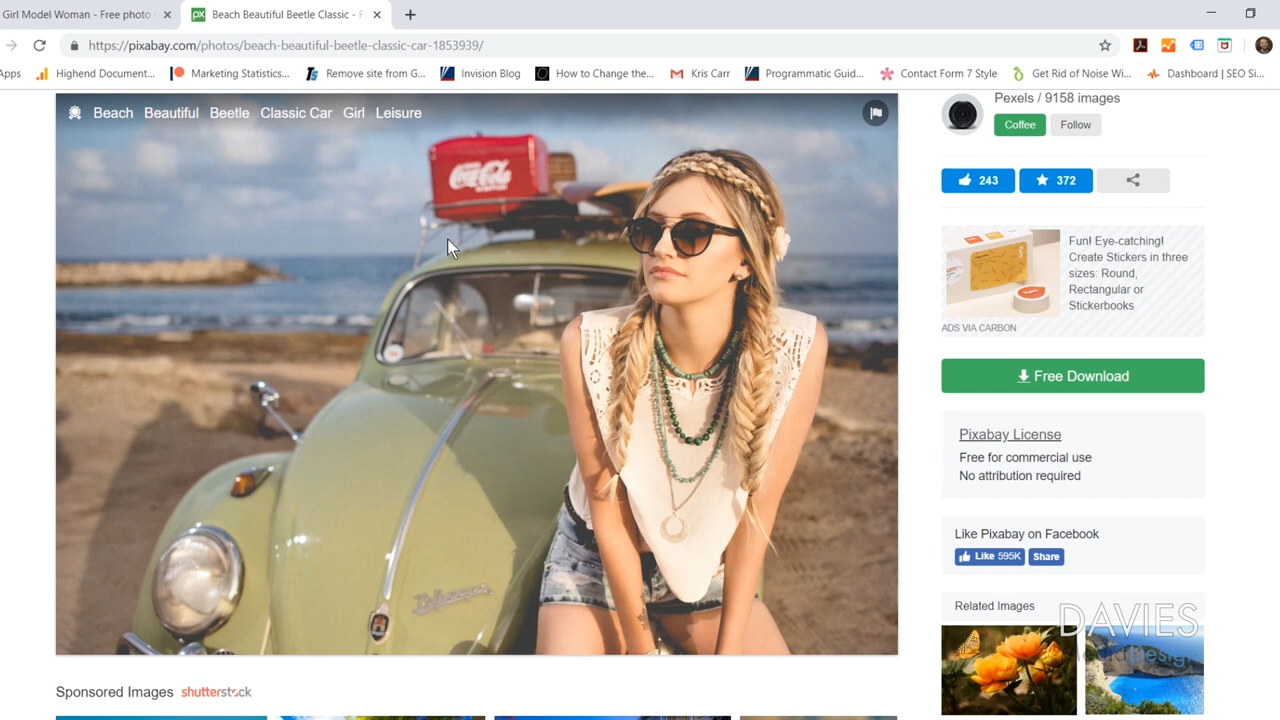 Girl Model Woman - Free photo
Beach Beautiful Beetle Classic - F
https://pixabay.com/photos/beach-beautiful-beetle-classic-car-1853939/
Apps
Highend Document...
Marketing Statistics...
Remove site from G...
Invision Blog
How to Change the...
Kris Carr
Programmatic Guid...
Contact Form 7 Style
Get Rid of Noise Wi...
Dashboard | SEO Si...
Beach Beautiful Beetle Classic Car Girl Leisure
Pexels / 9158 images
Coffee
Follow
243
372
Coca-Cola
Fun! Eye-catching!
Create Stickers in three
sizes: Round,
Rectangular or
Stickerbooks
ADS VIA CARBON
Free Download
Pixabay License
Free for commercial use
No attribution required
Like Pixabay on Facebook
Like 595K
Share
Volkswagen
Related Images
DAVIES
Media Design
Sponsored Images shutterstock